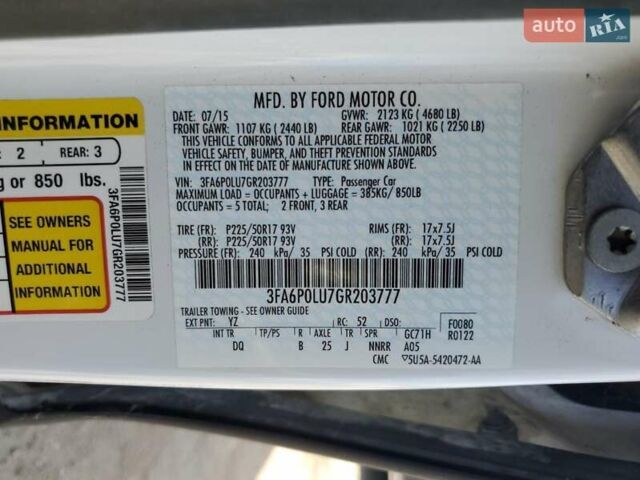 auto RIA .com
MFD. BY FORD MOTOR CO.
DATE: 07/15 GVWR: 2123 KG (4680 LB)
FRONT GAWR: 1107 KG (2440 LB) REAR GAWR: 1021 KG (2250 LB)
THIS VEHICLE CONFORMS TO ALL APPLICABLE FEDERAL MOTOR
VEHICLE SAFETY, BUMPER, AND THEFT PREVENTION STANDARDS
IN EFFECT ON THE DATE OF MANUFACTURE SHOWN ABOVE.
VIN: 3FA6P0LU7GR203777 TYPE: Passenger Car
MAXIMUM LOAD = OCCUPANTS + LUGGAGE = 385KG/850LB
OCCUPANTS = 5 TOTAL; 2 FRONT, 3 REAR
TIRE (FR): P225/50R17 93V RIMS (FR): 17x7.5J
(RR): P225/50R17 93V (RR): 17x7.5J
PRESSURE (FR): 240 kPa/ 35 PSI COLD (RR): 240 kPa/ 35 PSI COLD
3FA6P0LU7GR203777
TRAILER TOWING - SEE OWNER GUIDE
EXT PNT: YZ RC: 52 DSO: F0080
INT TR TP/PS R AXLE TR SPR GC71H R0122
DQ B 25 J NNRR A05
CMC 5U5A-5420472-AA
INFORMATION
: 2 REAR: 3
g or 850 lbs.
SEE OWNERS
MANUAL FOR
ADDITIONAL
INFORMATION
3FA6P0LU7GR203777